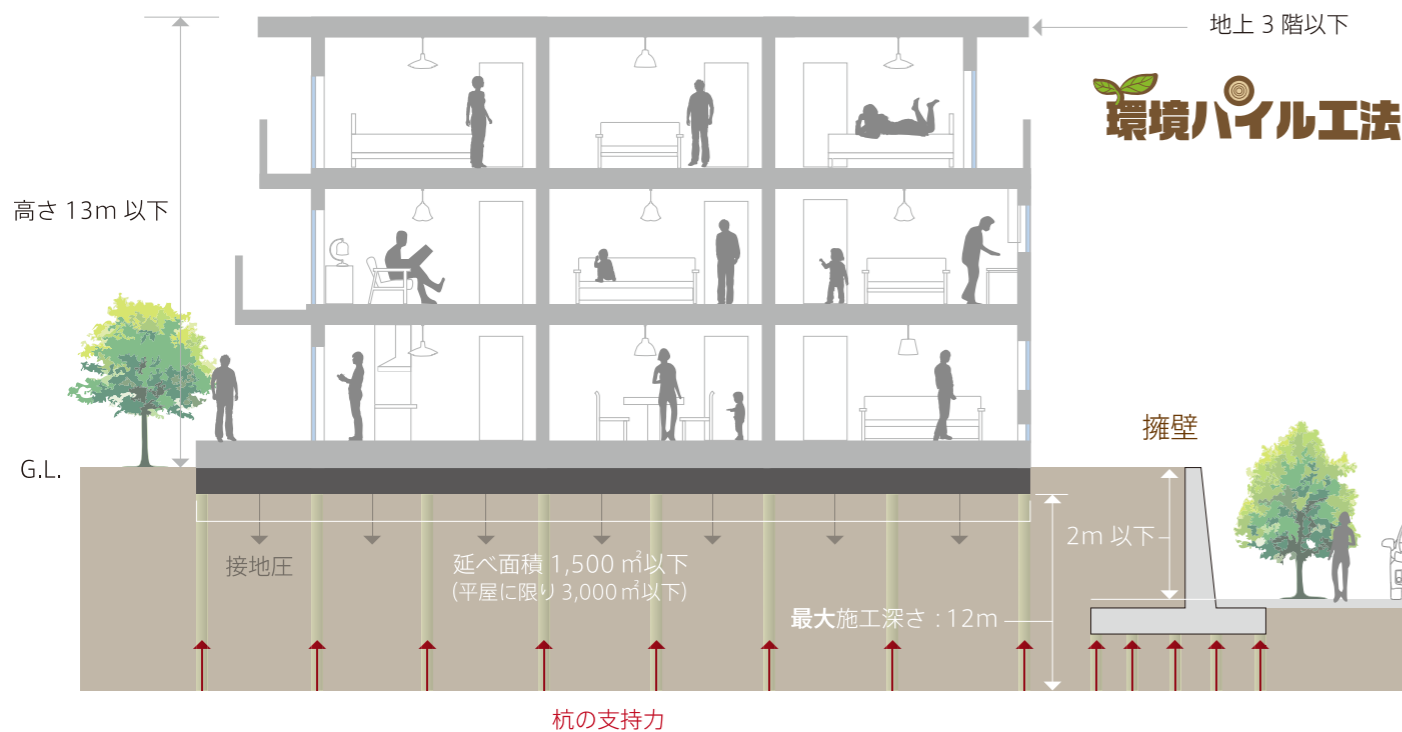 地上 3 階以下
環境パイル工法
高さ 13m 以下
擁壁
G.L.
2m 以下
接地圧
延べ面積 1,500 ㎡以下
(平屋に限り 3,000㎡以下)
最大施工深さ : 12m
杭の支持力